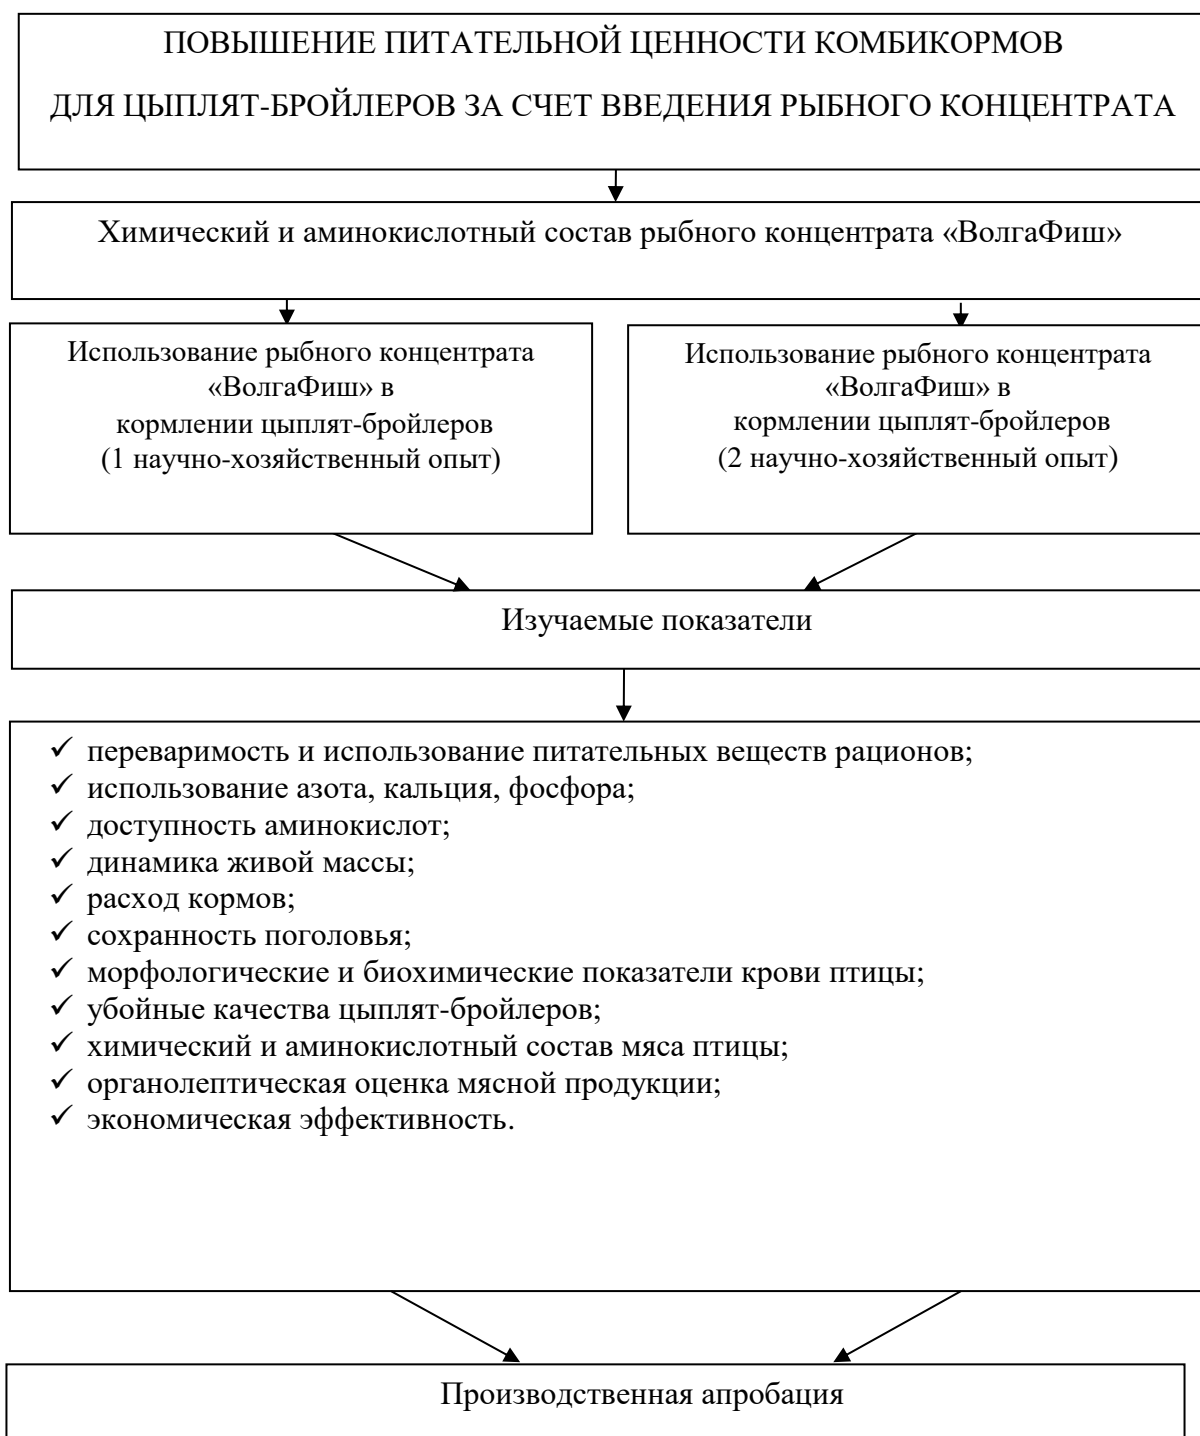 ПОВЫШЕНИЕ ПИТАТЕЛЬНОЙ ЦЕННОСТИ КОМБИКОРМОВ
ДЛЯ ЦЫПЛЯТ-БРОЙЛЕРОВ ЗА СЧЕТ ВВЕДЕНИЯ РЫБНОГО КОНЦЕНТРАТА
Химический и аминокислотный состав рыбного концентрата «ВолгаФиш»
Использование рыбного концентрата
«ВолгаФиш» в
кормлении цыплят-бройлеров
(1 научно-хозяйственный опыт)
Использование рыбного концентрата
«ВолгаФиш» в
кормлении цыплят-бройлеров
(2 научно-хозяйственный опыт)
Изучаемые показатели
✓ переваримость и использование питательных веществ рационов;
✓ использование азота, кальция, фосфора;
✓ доступность аминокислот;
✓ динамика живой массы;
✓ расход кормов;
✓ сохранность поголовья;
✓ морфологические и биохимические показатели крови птицы;
✓ убойные качества цыплят-бройлеров;
✓ химический и аминокислотный состав мяса птицы;
✓ органолептическая оценка мясной продукции;
✓ экономическая эффективность.
Производственная апробация